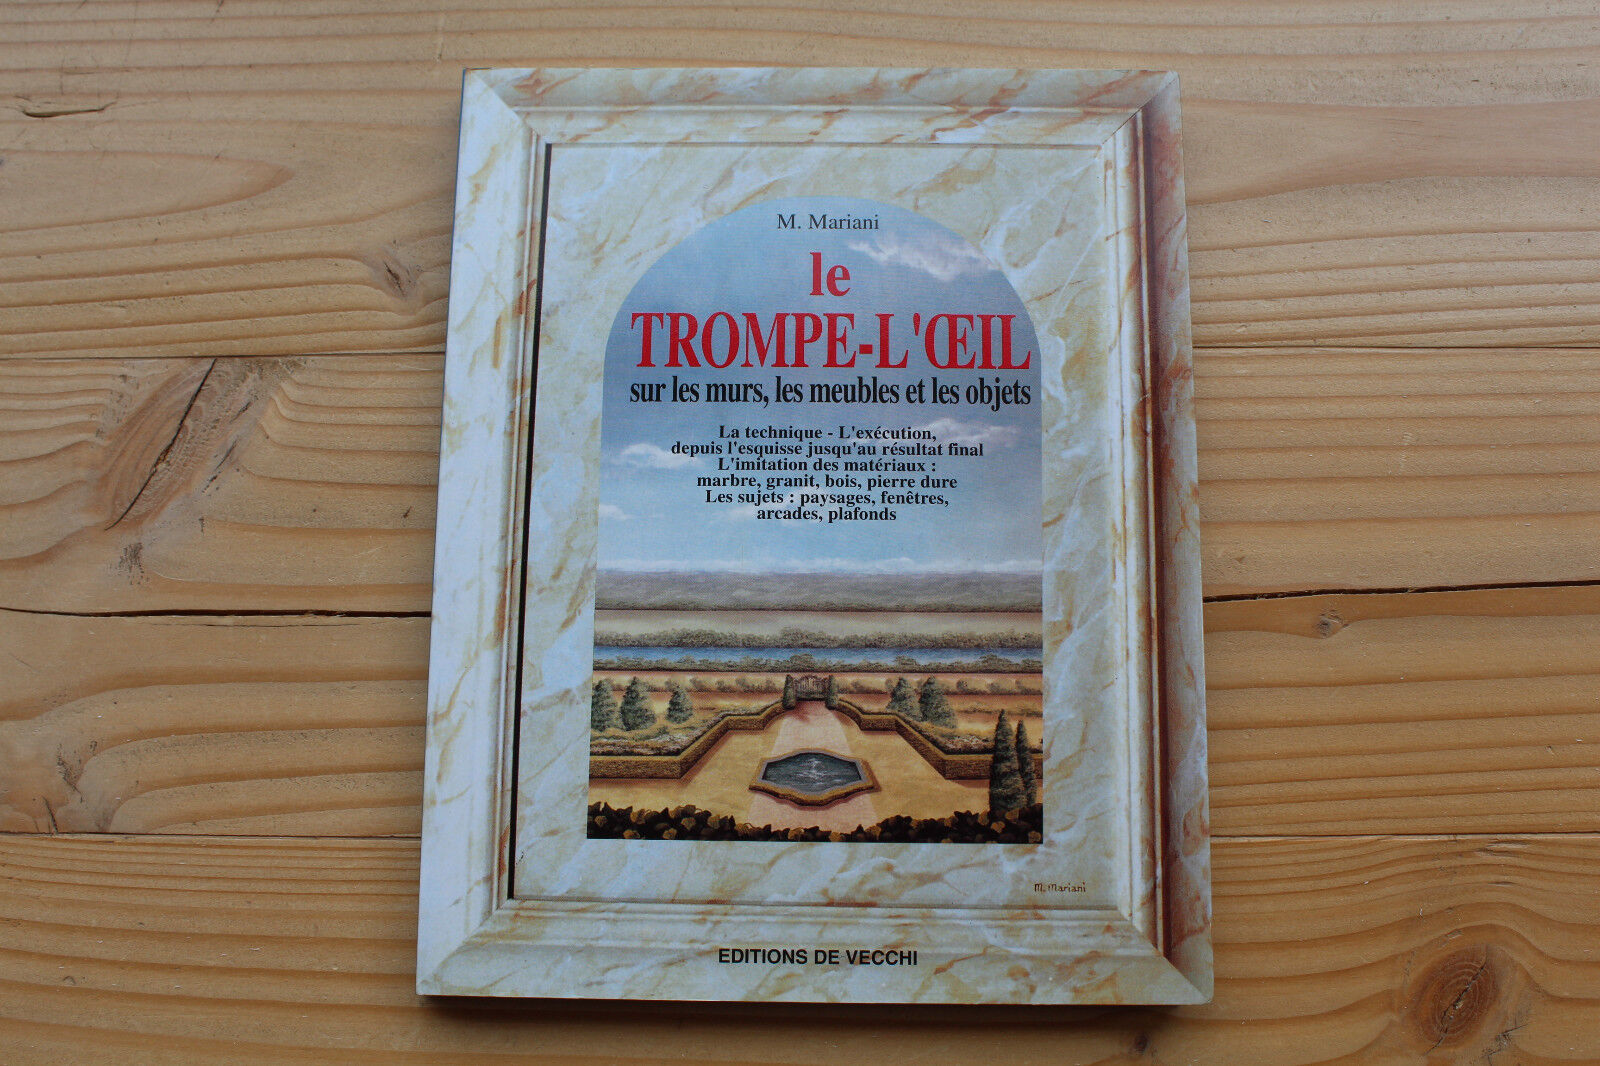 M. Mariani
le
TROMPE-L'ŒIL
sur les murs, les meubles et les objets
La technique - L'exécution,
depuis l'esquisse jusqu'au résultat final
L'imitation des matériaux :
marbre, granit, bois, pierre dure
Les sujets : paysages, fenêtres,
arcades, plafonds
M. Mariani
EDITIONS DE VECCHI